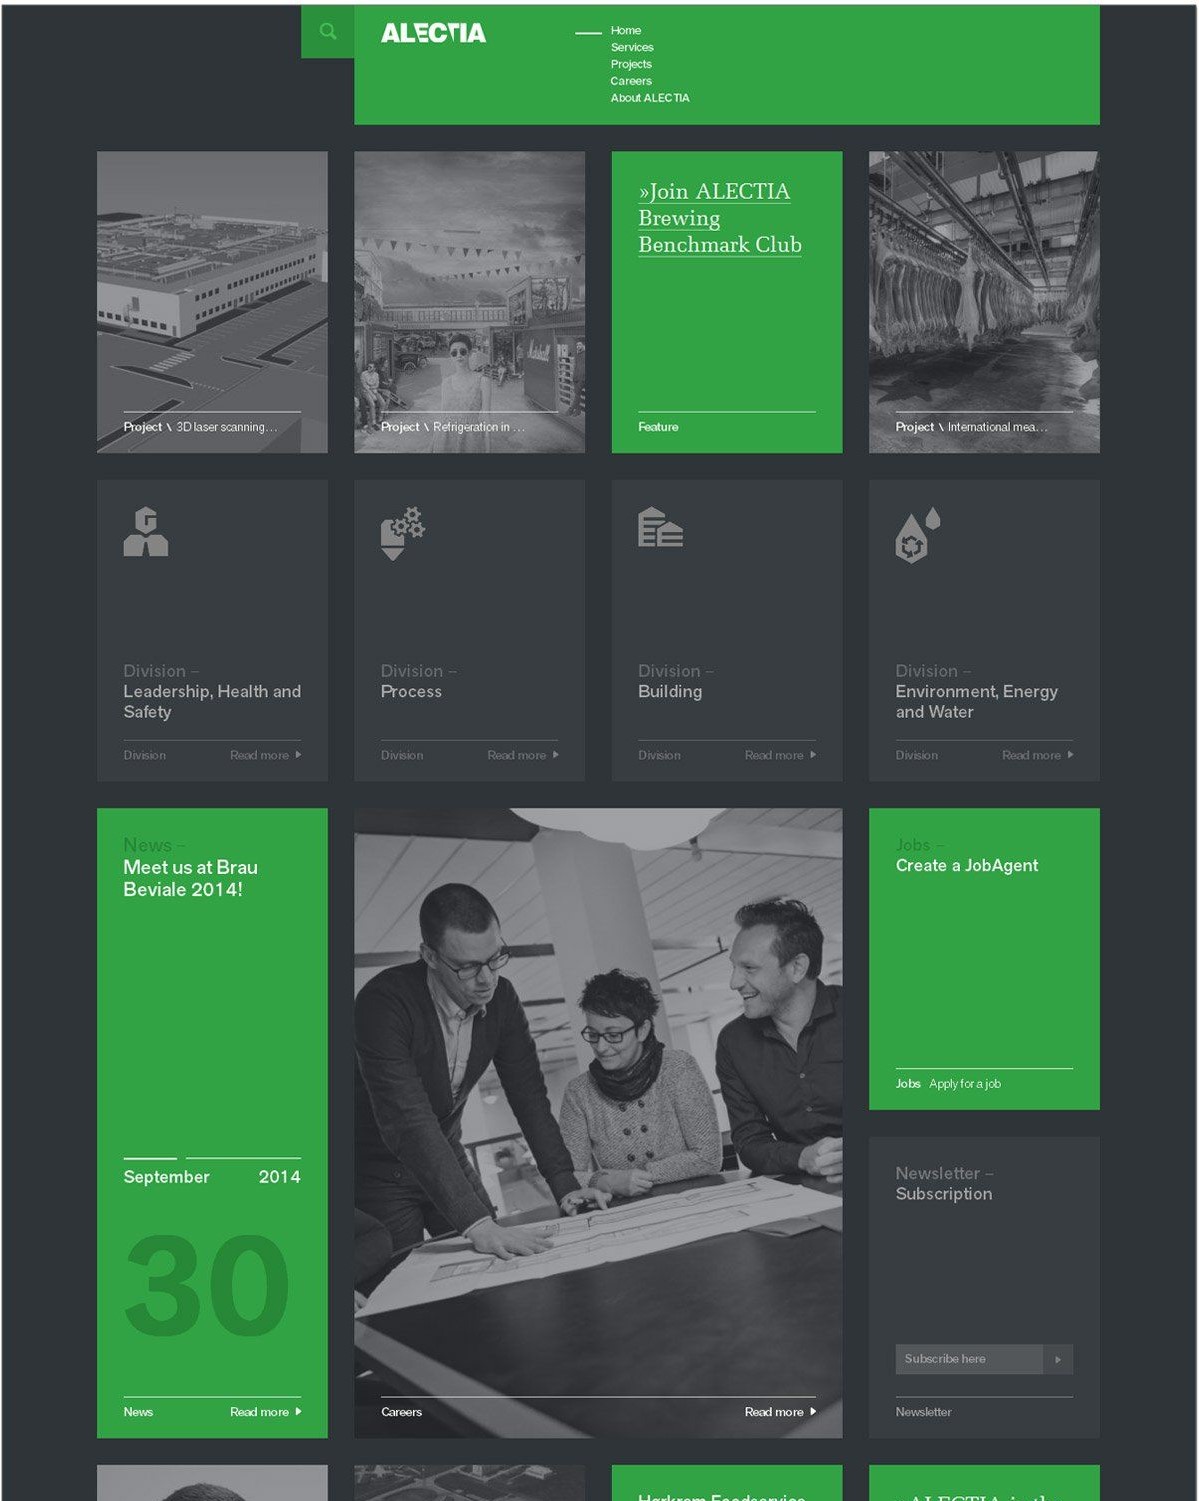 ALECTIA
Home
Services
Projects
Careers
About ALECTIA
»Join ALECTIA
Brewing
Benchmark Club
Marshall
Project \ 3D laser scanning...
Project \ Refrigeration in ...
Feature
Project \ International mea...
Division –
Leadership, Health and
Safety
Division Read more
Division –
Process
Division Read more
Division –
Building
Division Read more
Division –
Environment, Energy
and Water
Division Read more
News –
Meet us at Brau
Beviale 2014!
September 2014
30
News Read more
Careers Read more
Jobs –
Create a JobAgent
Jobs Apply for a job
Newsletter –
Subscription
Subscribe here
Newsletter